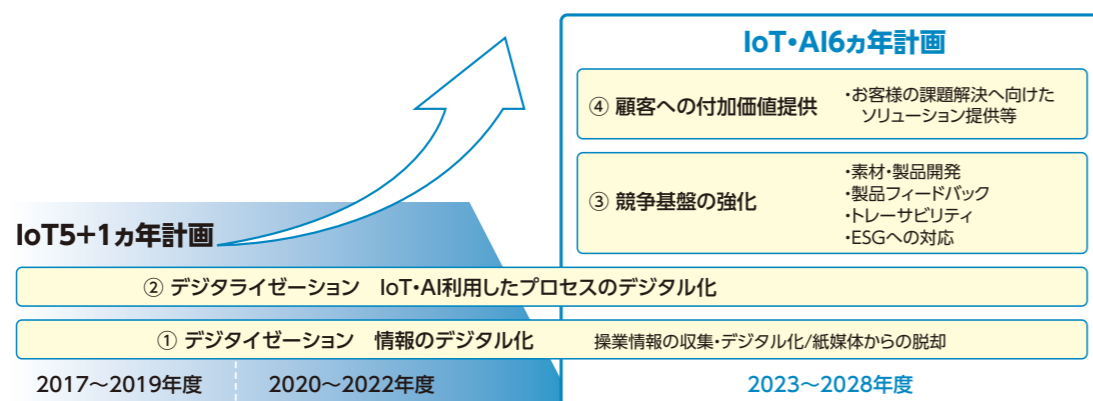 IoT・AI6ヵ年計画
④ 顧客への付加価値提供
・お客様の課題解決へ向けた
ソリューション提供等
③ 競争基盤の強化
・素材・製品開発
・製品フィードバック
・トレーサビリティ
・ESGへの対応
IoT5+1ヵ年計画
② デジタライゼーション IoT・AI利用したプロセスのデジタル化
① デジタイゼーション 情報のデジタル化 操業情報の収集・デジタル化/紙媒体からの脱却
2017～2019年度 2020～2022年度 2023～2028年度